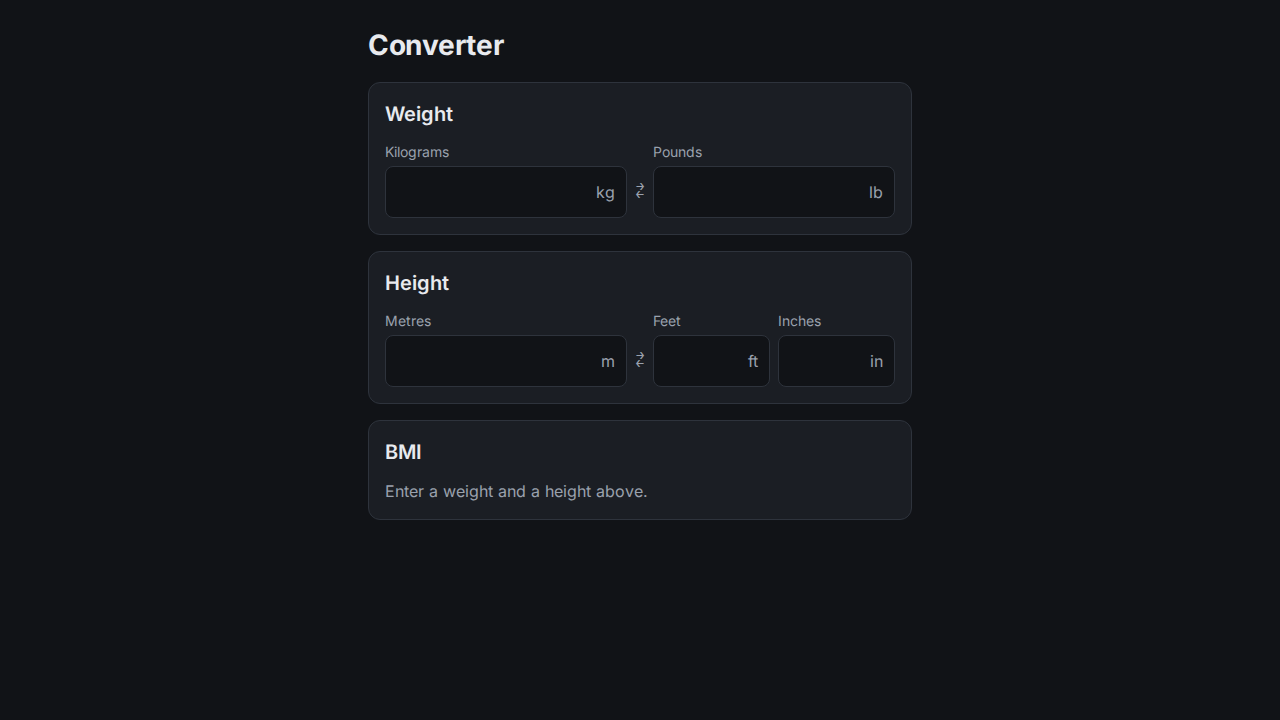 Converter
Weight
Kilograms Pounds
kg ⇄ lb
Height
Metres Feet Inches
m ⇄ ft in
BMI
Enter a weight and a height above.